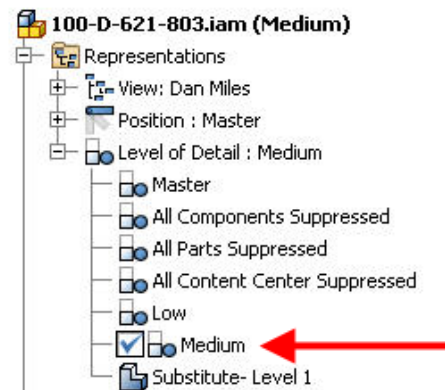 100-D-621-803.iam (Medium)
Representations
View: Dan Miles
Position : Master
Level of Detail : Medium
Master
All Components Suppressed
All Parts Suppressed
All Content Center Suppressed
Low
Medium
Substitute- Level 1